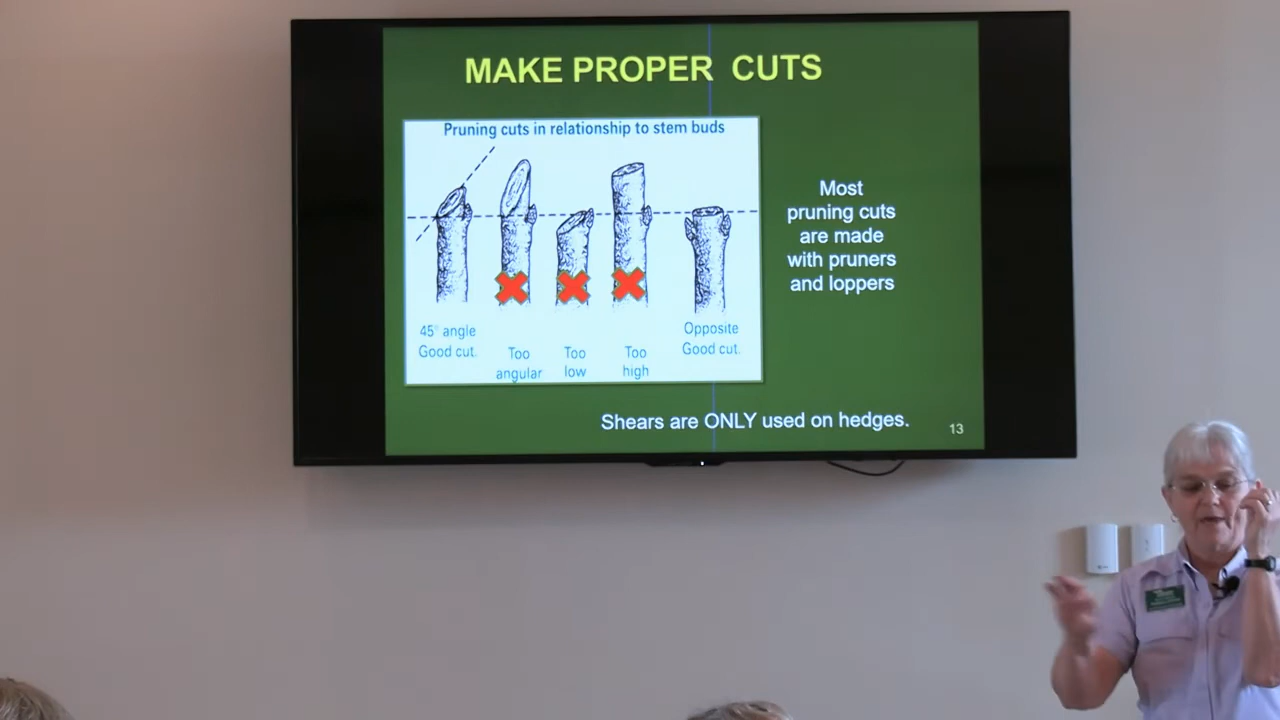 MAKE PROPER CUTS
Pruning cuts in relationship to stem buds
45° angle
Good cut.
Too
angular
Too
low
Too
high
Opposite
Good cut.
Most
pruning cuts
are made
with pruners
and loppers
Shears are ONLY used on hedges.
13